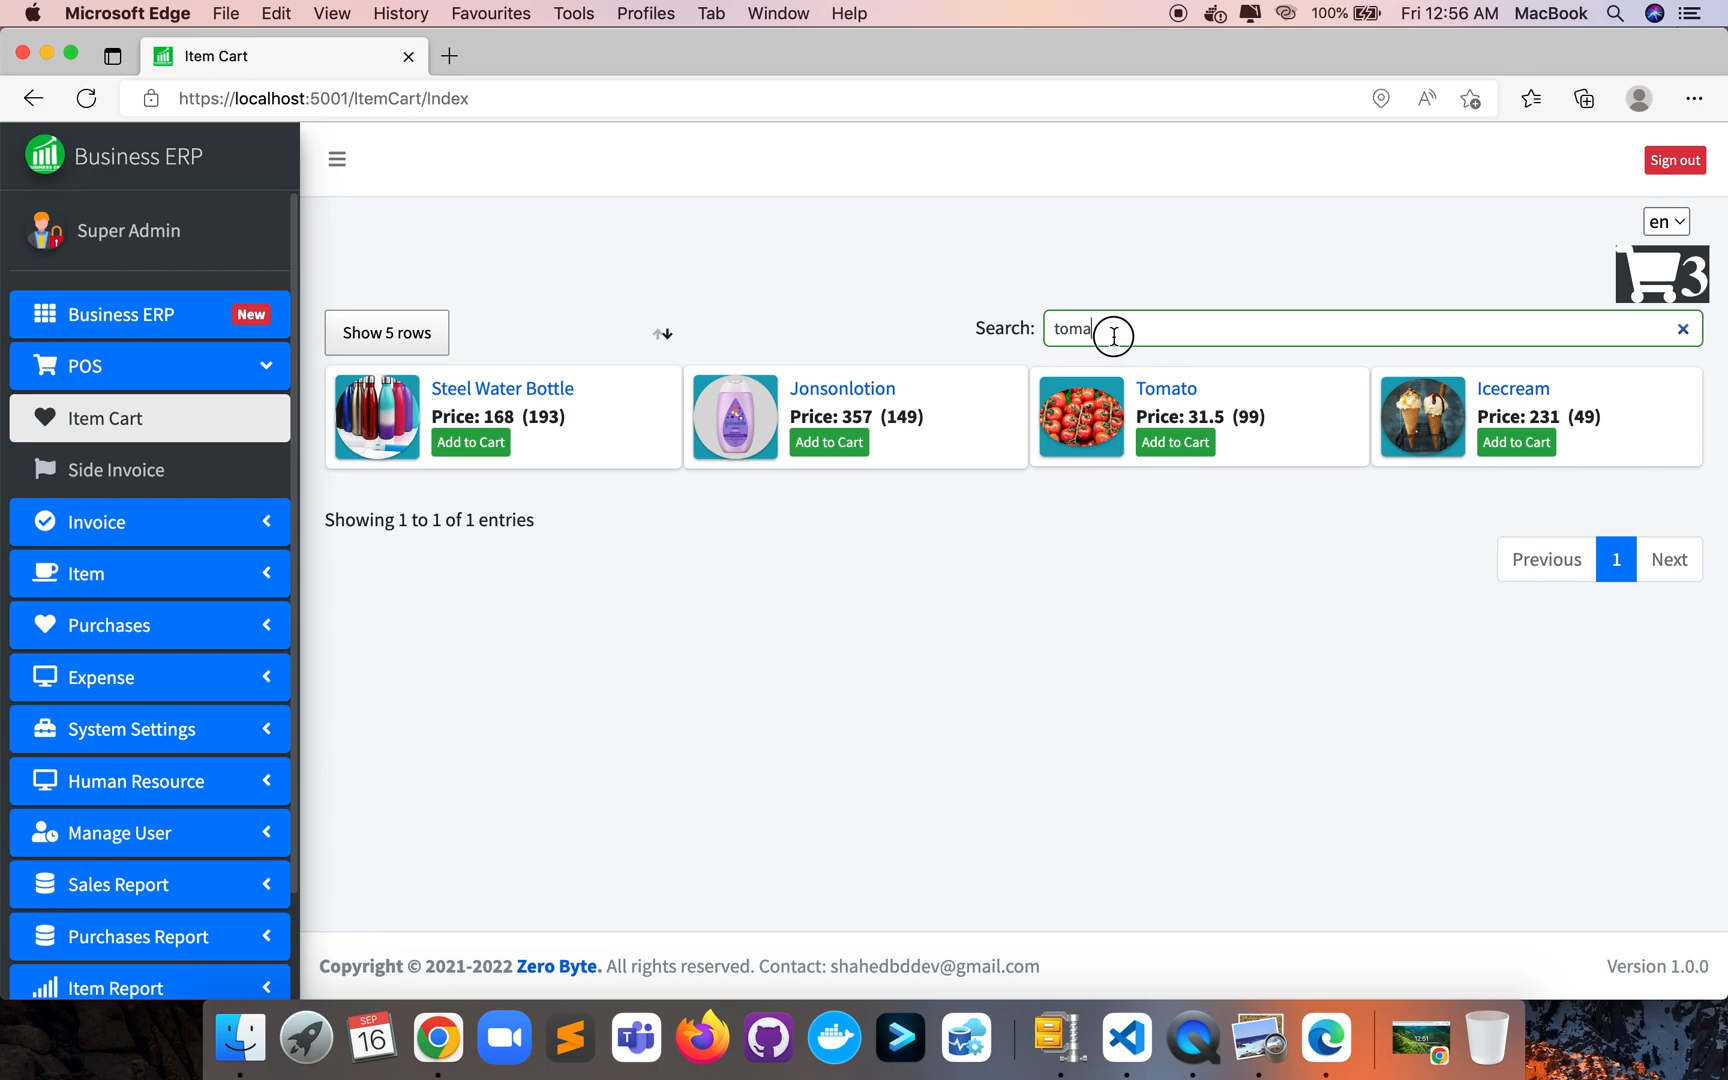 Microsoft Edge File Edit View History Favourites Tools Profiles Tab Window Help 100% Fri 12:56 AM MacBook
Item Cart
https://localhost:5001/ItemCart/Index
Business ERP
Sign out
Super Admin
en
3
Business ERP New
POS
Item Cart
Side Invoice
Invoice
Item
Purchases
Expense
System Settings
Human Resource
Manage User
Sales Report
Purchases Report
Item Report
Show 5 rows
Search: toma
Steel Water Bottle
Price: 168 (193)
Add to Cart
Jonsonlotion
Price: 357 (149)
Add to Cart
Tomato
Price: 31.5 (99)
Add to Cart
Icecream
Price: 231 (49)
Add to Cart
Showing 1 to 1 of 1 entries
Previous 1 Next
Copyright © 2021-2022 Zero Byte. All rights reserved. Contact: shahedbddev@gmail.com
Version 1.0.0
SEP
16
12:51